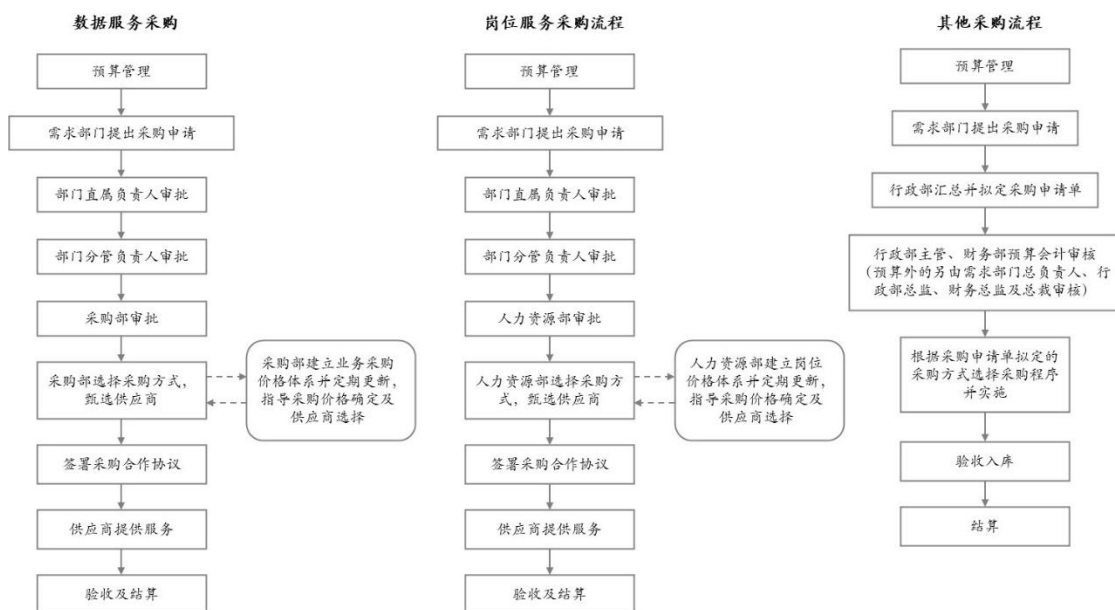 数据服务采购
预算管理
需求部门提出采购申请
部门直属负责人审批
部门分管负责人审批
采购部审批
采购部选择采购方式，
甄选供应商
采购部建立业务采购
价格体系并定期更新，
指导采购价格确定及
供应商选择
签署采购合作协议
供应商提供服务
验收及结算
岗位服务采购流程
预算管理
需求部门提出采购申请
部门直属负责人审批
部门分管负责人审批
人力资源部审批
人力资源部选择采购方
式，甄选供应商
人力资源部建立岗位
价格体系并定期更新，
指导采购价格确定及
供应商选择
签署采购合作协议
供应商提供服务
验收及结算
其他采购流程
预算管理
需求部门提出采购申请
行政部汇总并拟定采购申请单
行政部主管、财务部预算会计审核
（预算外的另由需求部门总负责人、行
政部总监、财务总监及总裁审核）
根据采购申请单拟定的
采购方式选择采购程序
并实施
验收入库
结算